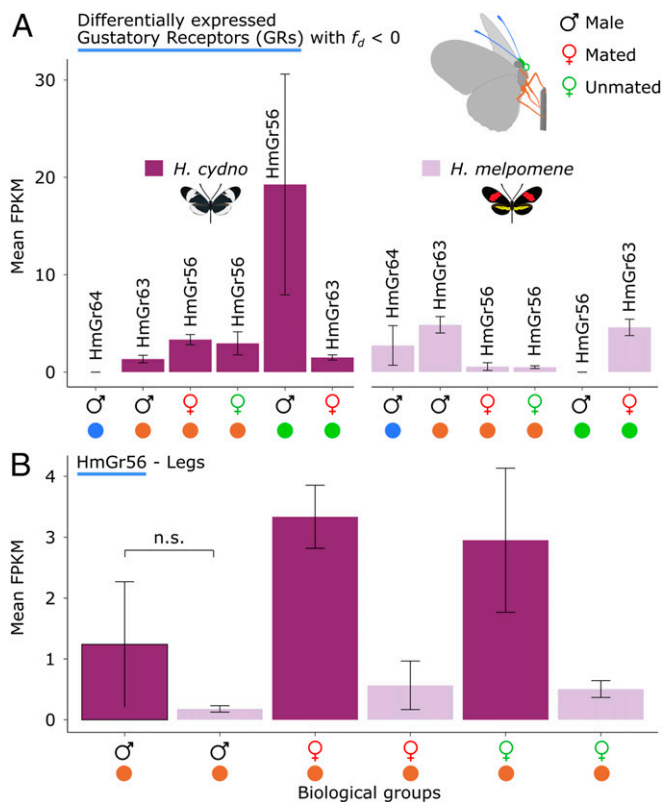 A
Differentially expressed
Gustatory Receptors (GRs) with f_d < 0
♂ Male
♀ Mated
♀ Unmated
Mean FPKM
30
20
10
0
H. cydno
H. melpomene
HmGr64
HmGr63
HmGr56
HmGr56
HmGr56
HmGr63
HmGr64
HmGr63
HmGr56
HmGr56
HmGr56
HmGr63
♂ ♂ ♀ ♀ ♂ ♀ ♂ ♂ ♀ ♀ ♂ ♀
B
HmGr56 - Legs
Mean FPKM
4
3
2
1
0
n.s.
♂ ♂ ♀ ♀ ♀ ♀
Biological groups